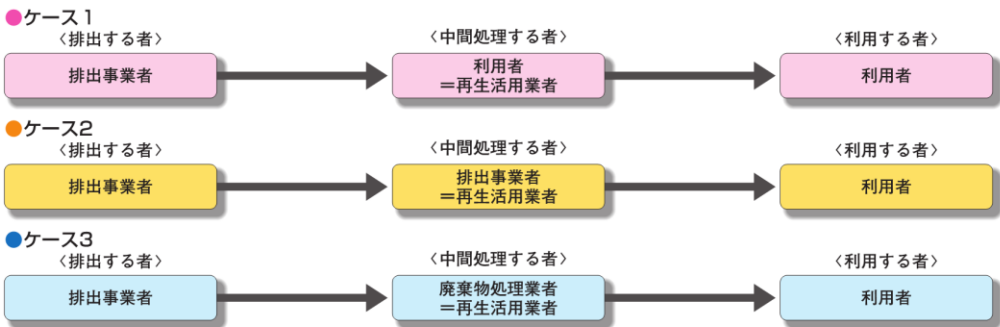 ●ケース1
〈排出する者〉
〈中間処理する者〉
〈利用する者〉
排出事業者
利用者
＝再生活用業者
利用者
●ケース2
〈排出する者〉
〈中間処理する者〉
〈利用する者〉
排出事業者
排出事業者
＝再生活用業者
利用者
●ケース3
〈排出する者〉
〈中間処理する者〉
〈利用する者〉
排出事業者
廃棄物処理業者
＝再生活用業者
利用者